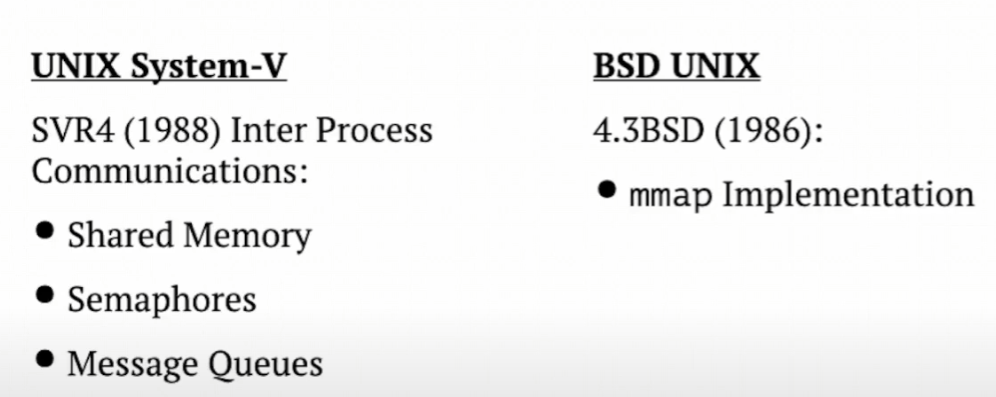 UNIX System-V
SVR4 (1988) Inter Process
Communications:
• Shared Memory
• Semaphores
• Message Queues
BSD UNIX
4.3BSD (1986):
• mmap Implementation